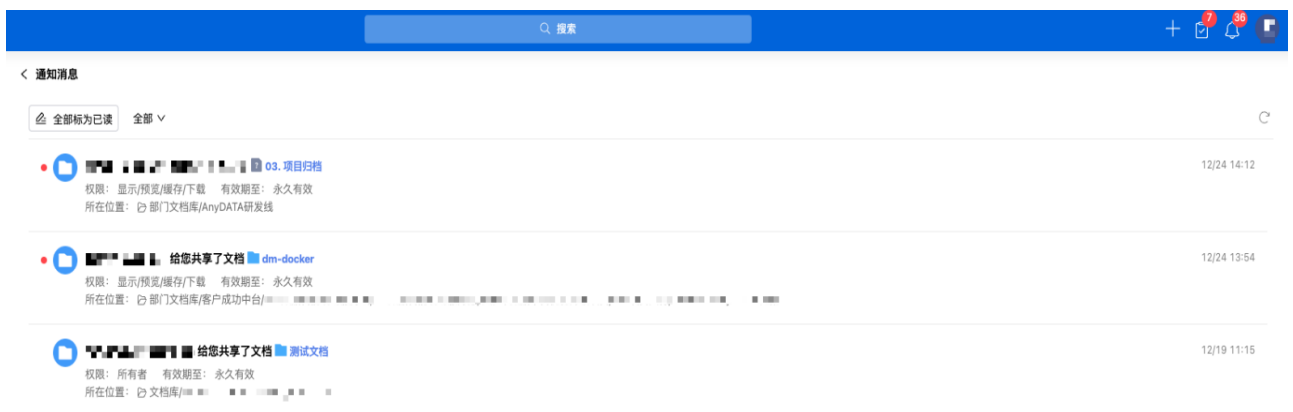 搜索
7
36
通知消息
全部标为已读 全部
03. 项目归档 12/24 14:12
权限： 显示/预览/缓存/下载 有效期至： 永久有效
所在位置： 部门文档库/AnyDATA研发线
给您共享了文档 dm-docker 12/24 13:54
权限： 显示/预览/缓存/下载 有效期至： 永久有效
所在位置： 部门文档库/客户成功中台/
给您共享了文档 测试文档 12/19 11:15
权限： 所有者 有效期至： 永久有效
所在位置： 文档库/